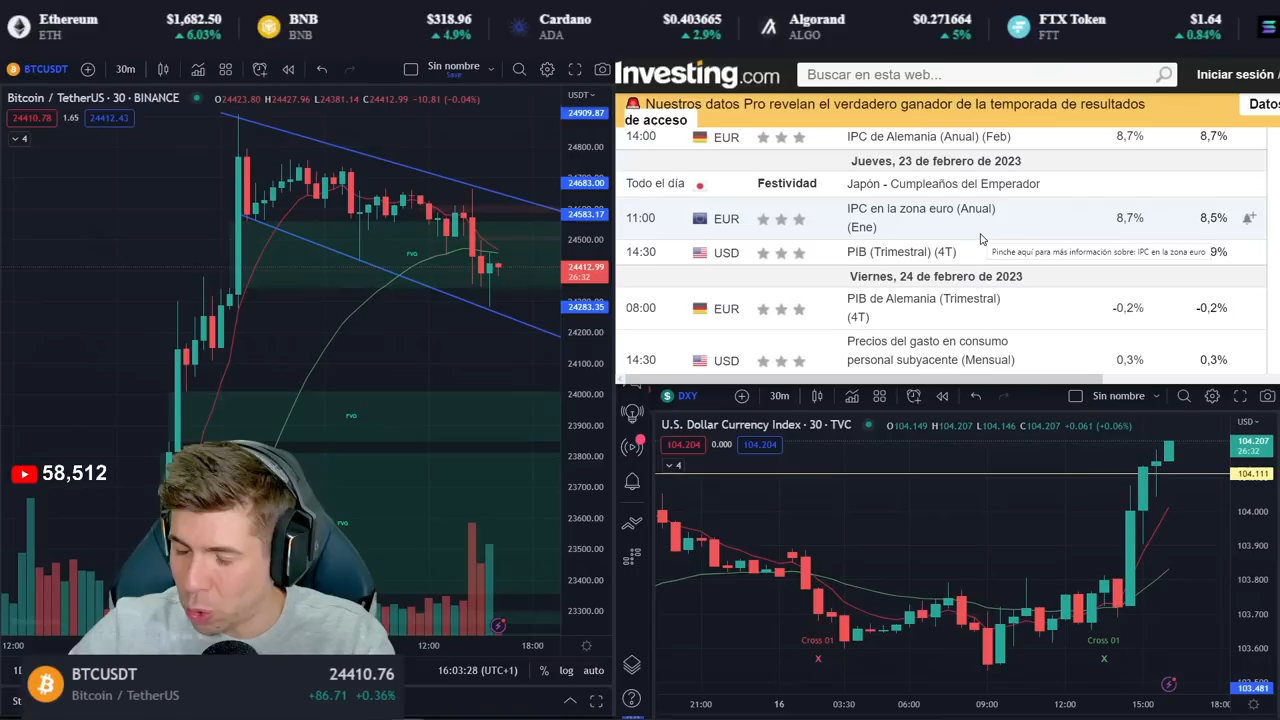 Ethereum
ETH
$1,682.50
6.03%
BNB
BNB
$318.96
4.9%
Cardano
ADA
$0.403665
2.9%
Algorand
ALGO
$0.271664
5%
FTX Token
FTT
$1.64
0.84%
BTCUSDT
30m
Sin nombre
Save
Bitcoin / TetherUS · 30 · BINANCE
O24423.80 H24427.96 L24381.14 C24412.99 -10,81 (-0.04%)
USDT
24410.78
1.65
24412.43
4
24909.87
24800.00
24683.00
24583.17
24500.00
24412.99
26:32
24283.35
24200.00
24100.00
24000.00
23900.00
23800.00
23700.00
23600.00
23500.00
23400.00
23300.00
FVG
FVG
FVG
12:00
12:00
18:00
16:03:28 (UTC+1)
%
log
auto
58,512
BTCUSDT
Bitcoin / TetherUS
24410.76
+86.71 +0.36%
Investing.com
Buscar en esta web...
Iniciar sesión
Nuestros datos Pro revelan el verdadero ganador de la temporada de resultados
de acceso
Datos
14:00 EUR IPC de Alemania (Anual) (Feb) 8,7% 8,7%
Jueves, 23 de febrero de 2023
Todo el día Festividad Japón - Cumpleaños del Emperador
11:00 EUR IPC en la zona euro (Anual)
(Ene) 8,7% 8,5%
14:30 USD PIB (Trimestral) (4T) 9%
Pinche aquí para más información sobre: IPC en la zona euro
Viernes, 24 de febrero de 2023
08:00 EUR PIB de Alemania (Trimestral)
(4T) -0,2% -0,2%
14:30 USD Precios del gasto en consumo
personal subyacente (Mensual) 0,3% 0,3%
DXY
30m
Sin nombre
U.S. Dollar Currency Index · 30 · TVC
O104.149 H104.207 L104.146 C104.207 +0.061 (+0.06%)
USD
104.204
0.000
104.204
4
104.207
26:32
104.111
104.000
103.900
103.800
103.700
103.600
103.481
Cross 01
X
Cross 01
X
21:00
16
03:30
06:00
09:00
12:00
15:00
18:00